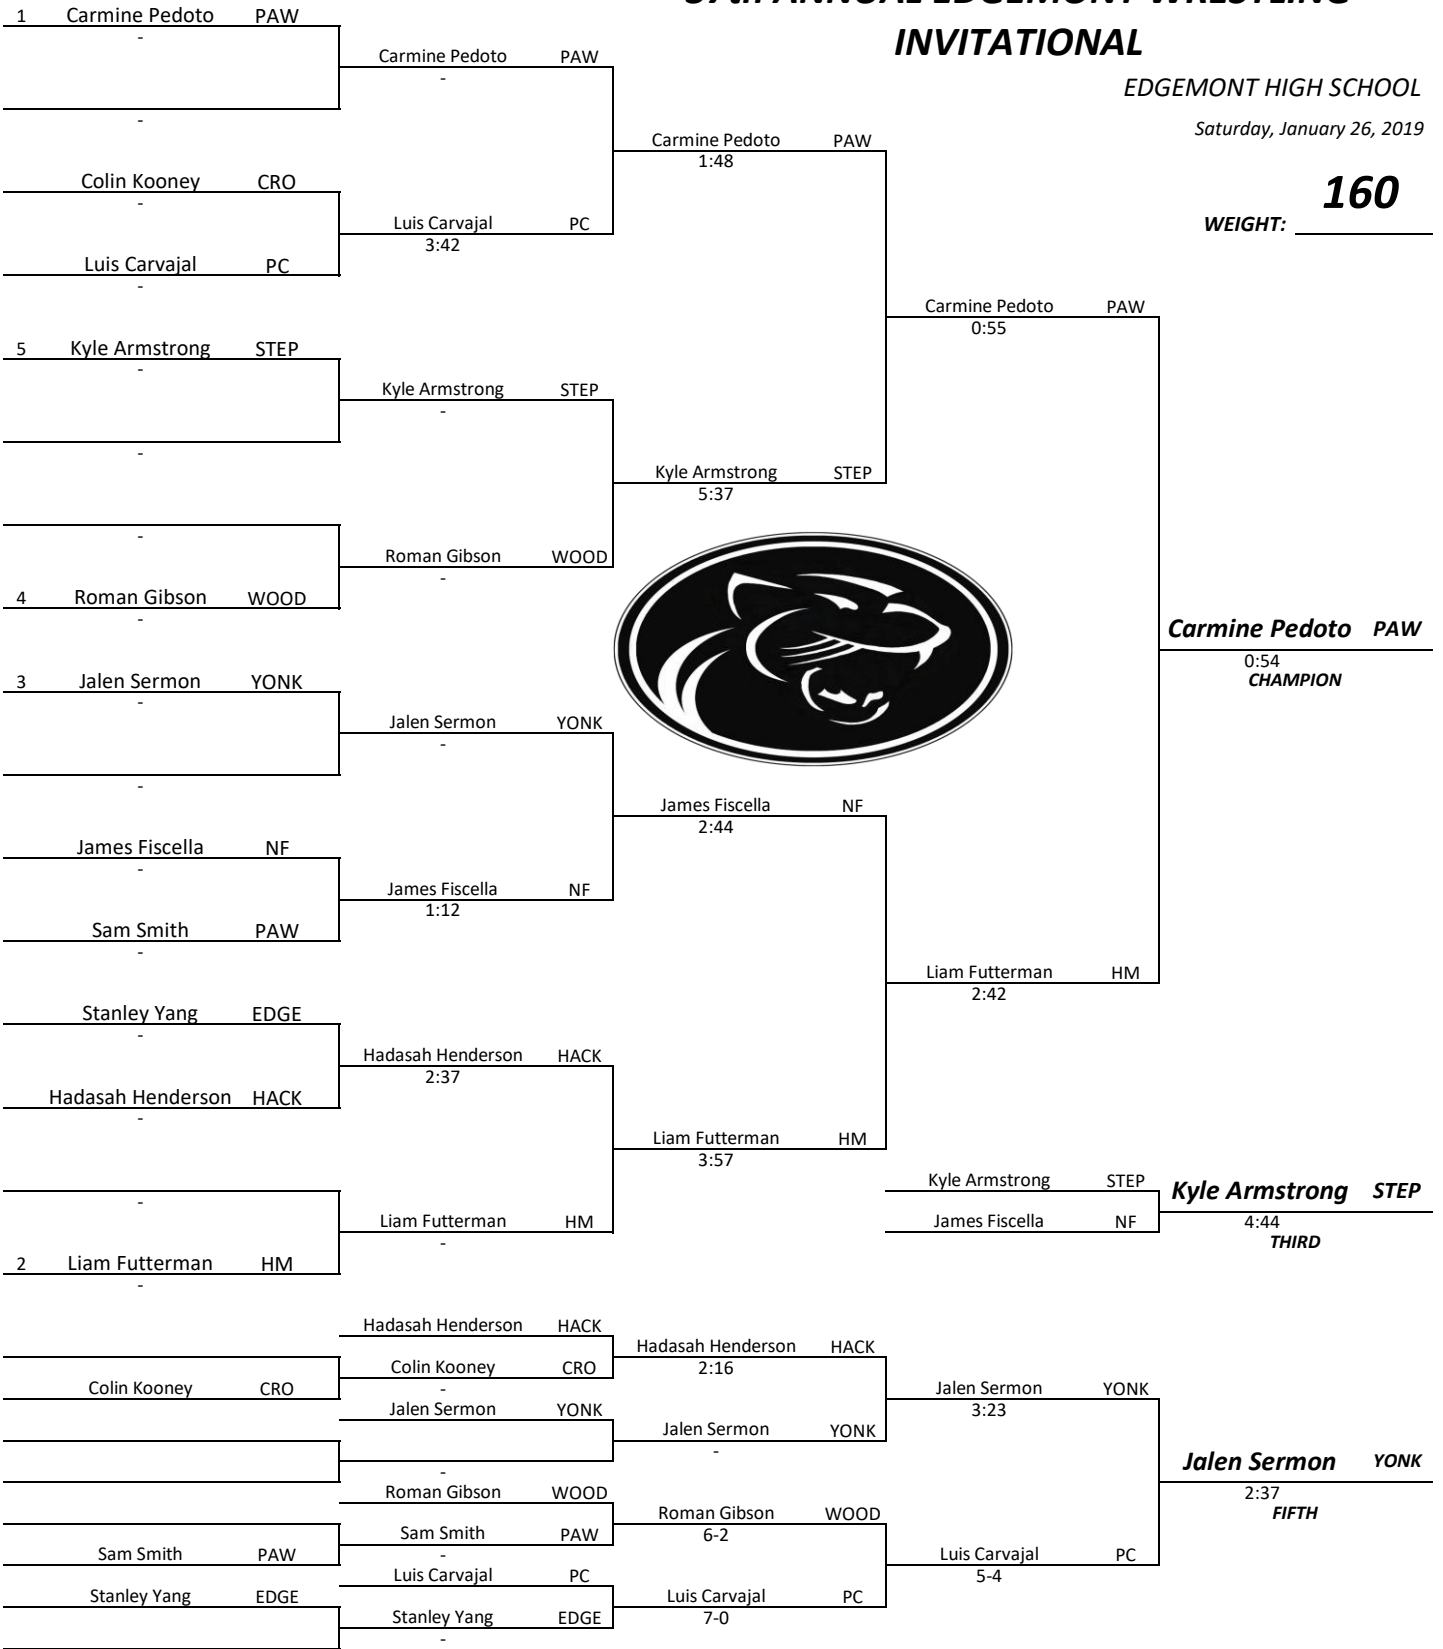 ANNUAL EDGEMONT WRESTLING
INVITATIONAL
EDGEMONT HIGH SCHOOL
Saturday, January 26, 2019
160
WEIGHT:
1 Carmine Pedoto PAW
-
-
Colin Kooney CRO
-
Luis Carvajal PC
-
5 Kyle Armstrong STEP
-
-
-
4 Roman Gibson WOOD
-
3 Jalen Sermon YONK
-
-
James Fiscella NF
-
Sam Smith PAW
-
Stanley Yang EDGE
-
Hadasah Henderson HACK
-
-
2 Liam Futterman HM
-
Carmine Pedoto PAW
-
Luis Carvajal PC
3:42
Kyle Armstrong STEP
-
Roman Gibson WOOD
-
Jalen Sermon YONK
-
James Fiscella NF
1:12
Hadasah Henderson HACK
2:37
Liam Futterman HM
-
Carmine Pedoto PAW
1:48
Kyle Armstrong STEP
5:37
James Fiscella NF
2:44
Liam Futterman HM
3:57
Carmine Pedoto PAW
0:55
Liam Futterman HM
2:42
Carmine Pedoto PAW
0:54
CHAMPION
Kyle Armstrong STEP
James Fiscella NF
Kyle Armstrong STEP
4:44
THIRD
Colin Kooney CRO
Sam Smith PAW
Stanley Yang EDGE
Hadasah Henderson HACK
Colin Kooney CRO
-
Jalen Sermon YONK
-
Roman Gibson WOOD
Sam Smith PAW
-
Luis Carvajal PC
Stanley Yang EDGE
-
Hadasah Henderson HACK
2:16
Jalen Sermon YONK
-
Roman Gibson WOOD
6-2
Luis Carvajal PC
7-0
Jalen Sermon YONK
3:23
Luis Carvajal PC
5-4
Jalen Sermon YONK
2:37
FIFTH